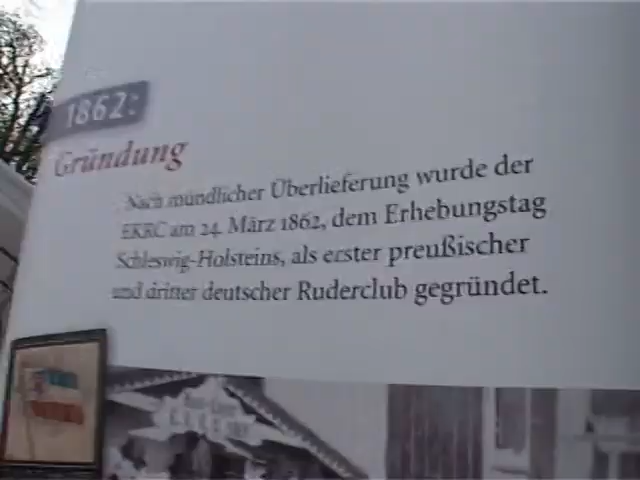 1862:
Gründung
Nach mündlicher Überlieferung wurde der
EKRC am 24. März 1862, dem Erhebungstag
Schleswig-Holsteins, als erster preußischer
und dritter deutscher Ruderclub gegründet.